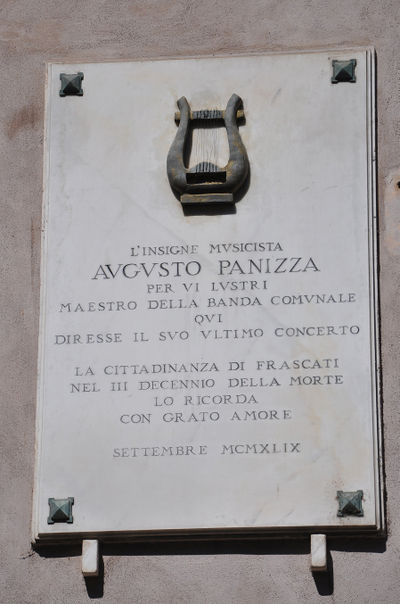 L'INSIGNE MVSICISTA
AVGVSTO PANIZZA
PER VI LVSTRI
MAESTRO DELLA BANDA COMVNALE
QVI
DIRESSE IL SVO VLTIMO CONCERTO
LA CITTADINANZA DI FRASCATI
NEL III DECENNIO DELLA MORTE
LO RICORDA
CON GRATO AMORE
SETTEMBRE MCMXLIX